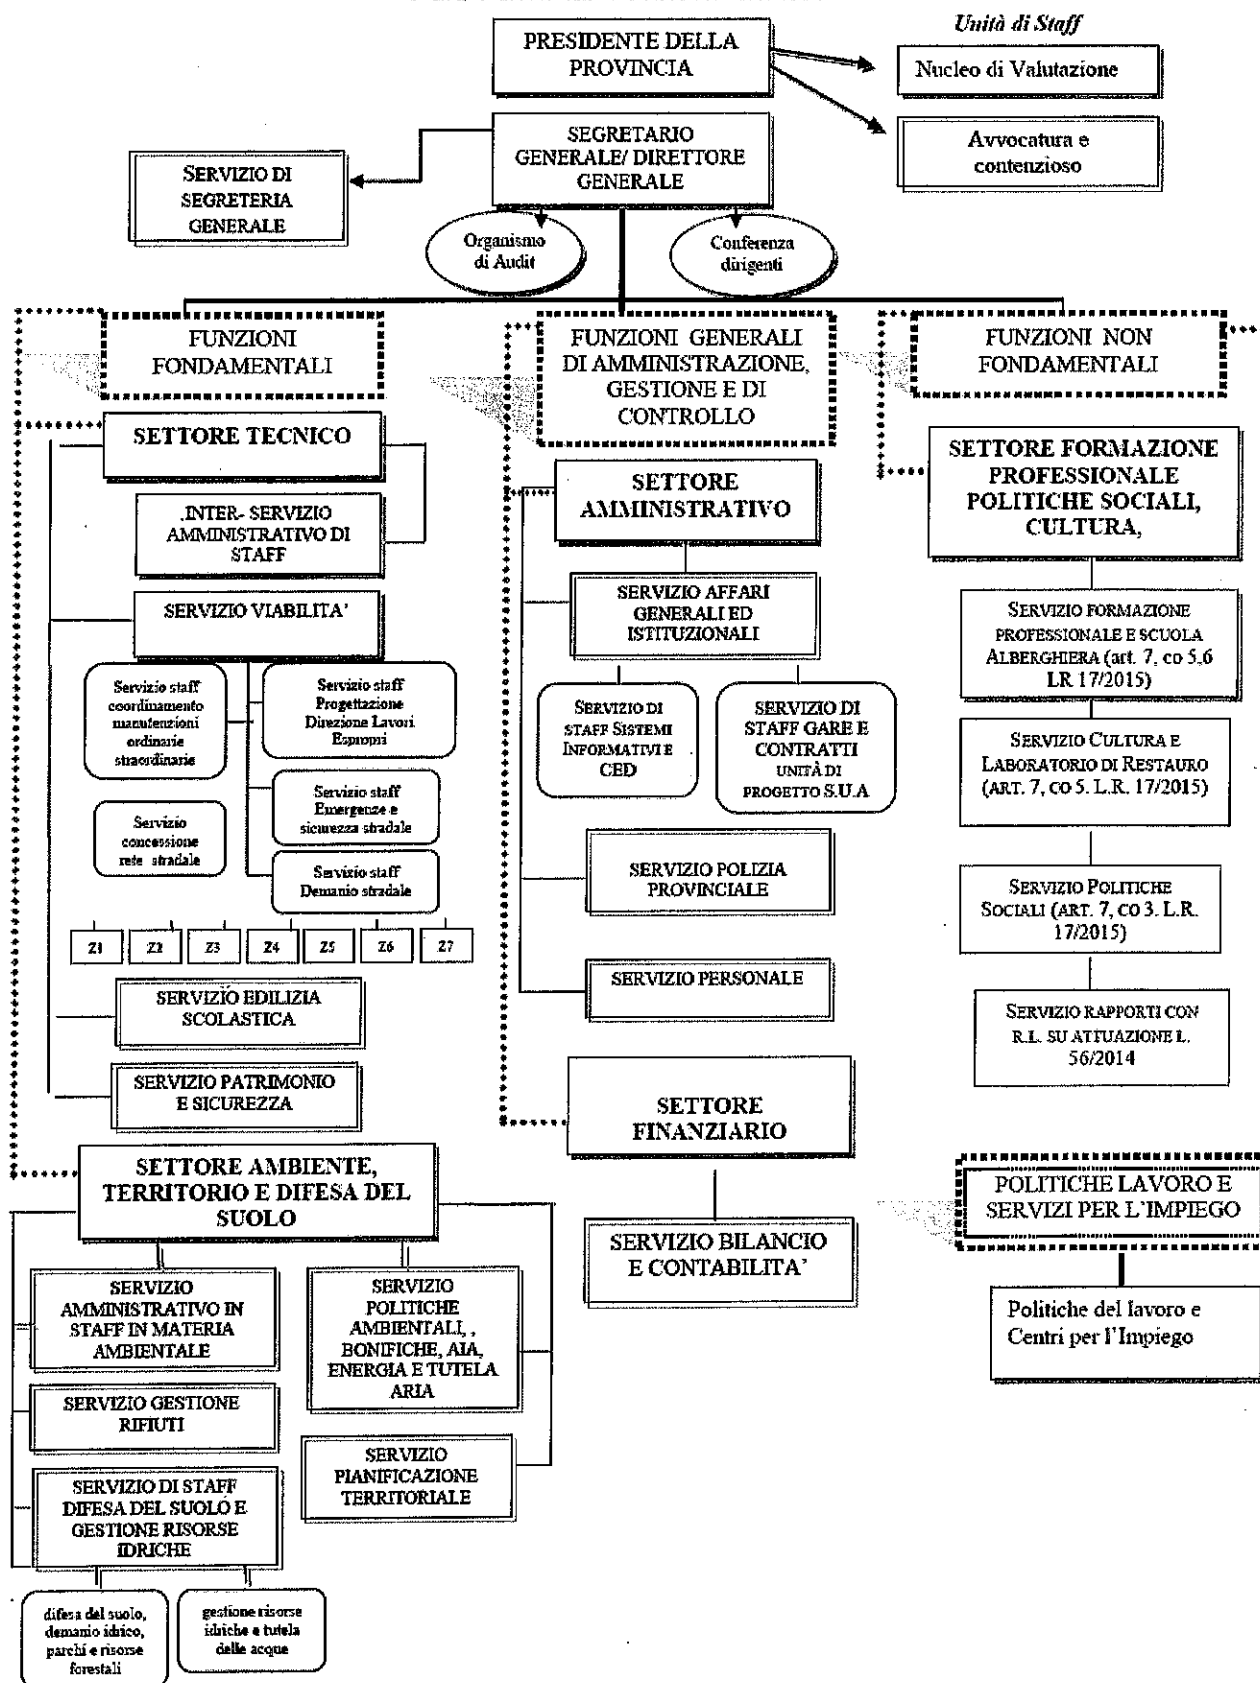 Unità di Staff
PRESIDENTE DELLA
PROVINCIA
Nucleo di Valutazione
Avvocatura e
contenzioso
SEGRETARIO
GENERALE/ DIRETTORE
GENERALE
SERVIZIO DI
SEGRETERIA
GENERALE
Organismo
di Audit
Conferenza
dirigenti
FUNZIONI
FONDAMENTALI
FUNZIONI GENERALI
DI AMMINISTRAZIONE,
GESTIONE E DI
CONTROLLO
FUNZIONI NON
FONDAMENTALI
SETTORE TECNICO
.INTER- SERVIZIO
AMMINISTRATIVO DI
STAFF
SERVIZIO VIABILITA'
Servizio staff
coordinamento
manutenzioni
ordinarie
straordinarie
Servizio staff
Progettazione
Direzione Lavori
Espropri
Servizio
concessione
rete stradale
Servizio staff
Emergenze e
sicurezza stradale
Servizio staff
Demanio stradale
Z1 Z2 Z3 Z4 Z5 Z6 Z7
SERVIZIO EDILIZIA
SCOLASTICA
SERVIZIO PATRIMONIO
E SICUREZZA
SETTORE AMBIENTE,
TERRITORIO E DIFESA DEL
SUOLO
SERVIZIO
AMMINISTRATIVO IN
STAFF IN MATERIA
AMBIENTALE
SERVIZIO
POLITICHE
AMBIENTALI, ,
BONIFICHE, AIA,
ENERGIA E TUTELA
ARIA
SERVIZIO GESTIONE
RIFIUTI
SERVIZIO
PIANIFICAZIONE
TERRITORIALE
SERVIZIO DI STAFF
DIFESA DEL SUOLO E
GESTIONE RISORSE
IDRICHE
difesa del suolo,
demanio idrico,
parchi e risorse
forestali
gestione risorse
idriche e tutela
delle acque
SETTORE
AMMINISTRATIVO
SERVIZIO AFFARI
GENERALI ED
ISTITUZIONALI
SERVIZIO DI
STAFF SISTEMI
INFORMATIVI E
CED
SERVIZIO DI
STAFF GARE E
CONTRATTI
UNITÀ DI
PROGETTO S.U.A
SERVIZIO POLIZIA
PROVINCIALE
SERVIZIO PERSONALE
SETTORE
FINANZIARIO
SERVIZIO BILANCIO
E CONTABILITA'
SETTORE FORMAZIONE
PROFESSIONALE
POLITICHE SOCIALI,
CULTURA,
SERVIZIO FORMAZIONE
PROFESSIONALE E SCUOLA
ALBERGHIERA (art. 7, co 5,6
LR 17/2015)
SERVIZIO CULTURA E
LABORATORIO DI RESTAURO
(ART. 7, CO 5. L.R. 17/2015)
SERVIZIO POLITICHE
SOCIALI (ART. 7, CO 3. L.R.
17/2015)
SERVIZIO RAPPORTI CON
R.L. SU ATTUAZIONE L.
56/2014
POLITICHE LAVORO E
SERVIZI PER L'IMPIEGO
Politiche del lavoro e
Centri per l'Impiego